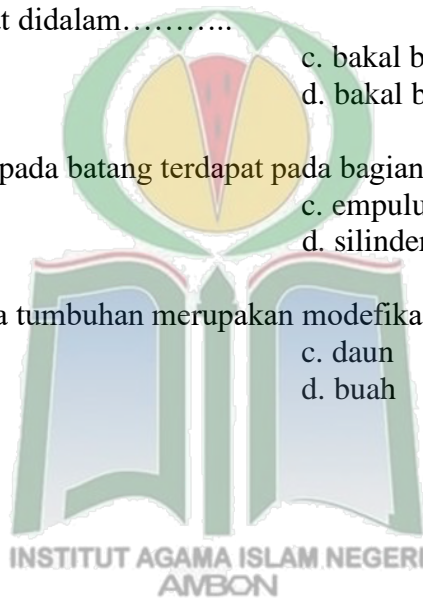 t didalam………..
c. bakal b
d. bakal b
pada batang terdapat pada bagian
c. empulu
d. silinder
a tumbuhan merupakan modefika
c. daun
d. buah
INSTITUT AGAMA ISLAM NEGERI
AMBON